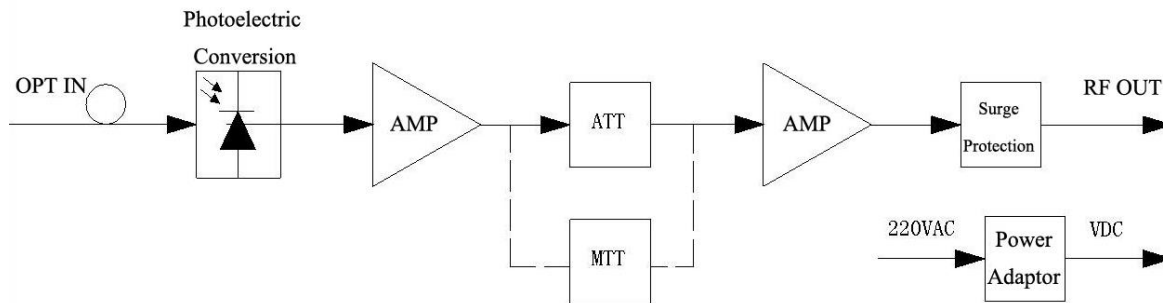 Photoelectric
Conversion
OPT IN
AMP
ATT
AMP
Surge
Protection
RF OUT
MTT
220VAC
Power
Adaptor
VDC